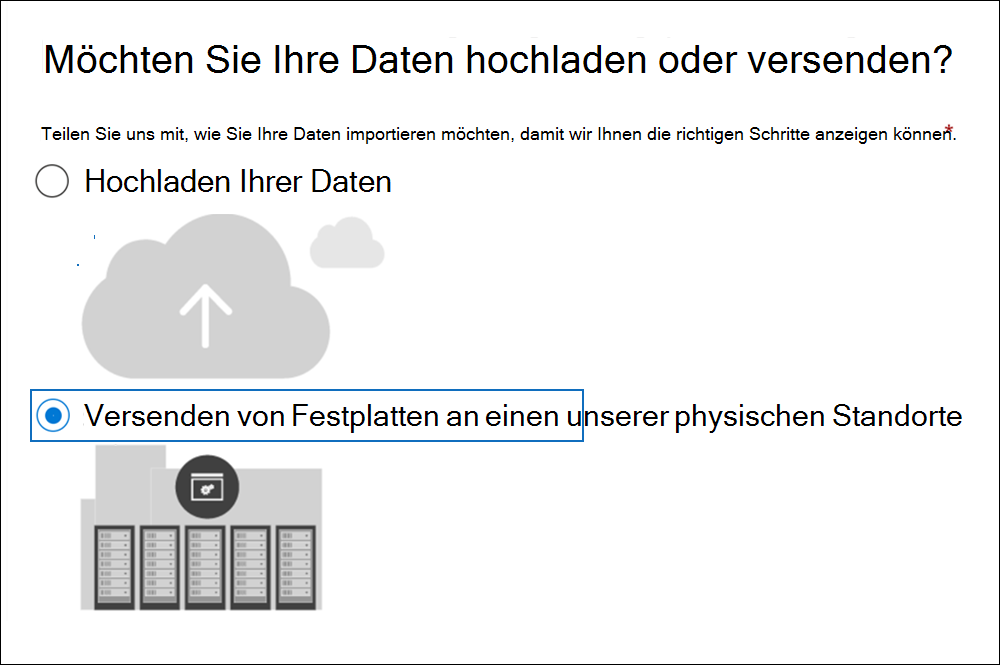 Möchten Sie Ihre Daten hochladen oder versenden?
Teilen Sie uns mit, wie Sie Ihre Daten importieren möchten, damit wir Ihnen die richtigen Schritte anzeigen können.*
Hochladen Ihrer Daten
Versenden von Festplatten an einen unserer physischen Standorte